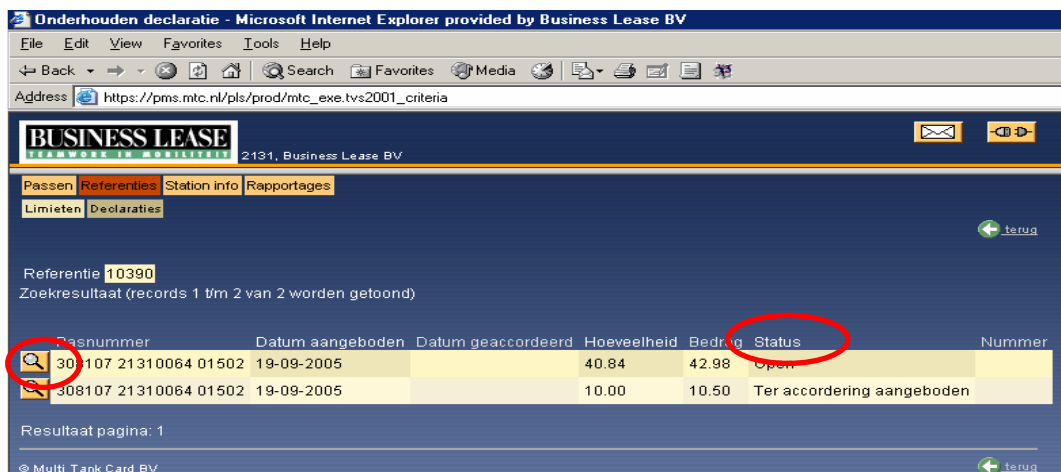 Onderhouden declaratie - Microsoft Internet Explorer provided by Business Lease BV
File Edit View Favorites Tools Help
Back Search Favorites Media
Address https://pms.mtc.nl/pls/prod/mtc_exe.tvs2001_criteria
BUSINESS LEASE
TEAMWORK IN MOBILITEIT 2131, Business Lease BV
Passen Referenties Station info Rapportages
Limieten Declaraties
terug
Referentie 10390
Zoekresultaat (records 1 t/m 2 van 2 worden getoond)
Pasnummer Datum aangeboden Datum geaccordeerd Hoeveelheid Bedrag Status Nummer
308107 21310064 01502 19-09-2005 40.84 42.98 Open
308107 21310064 01502 19-09-2005 10.00 10.50 Ter accordering aangeboden
Resultaat pagina: 1
© Multi Tank Card BV terug